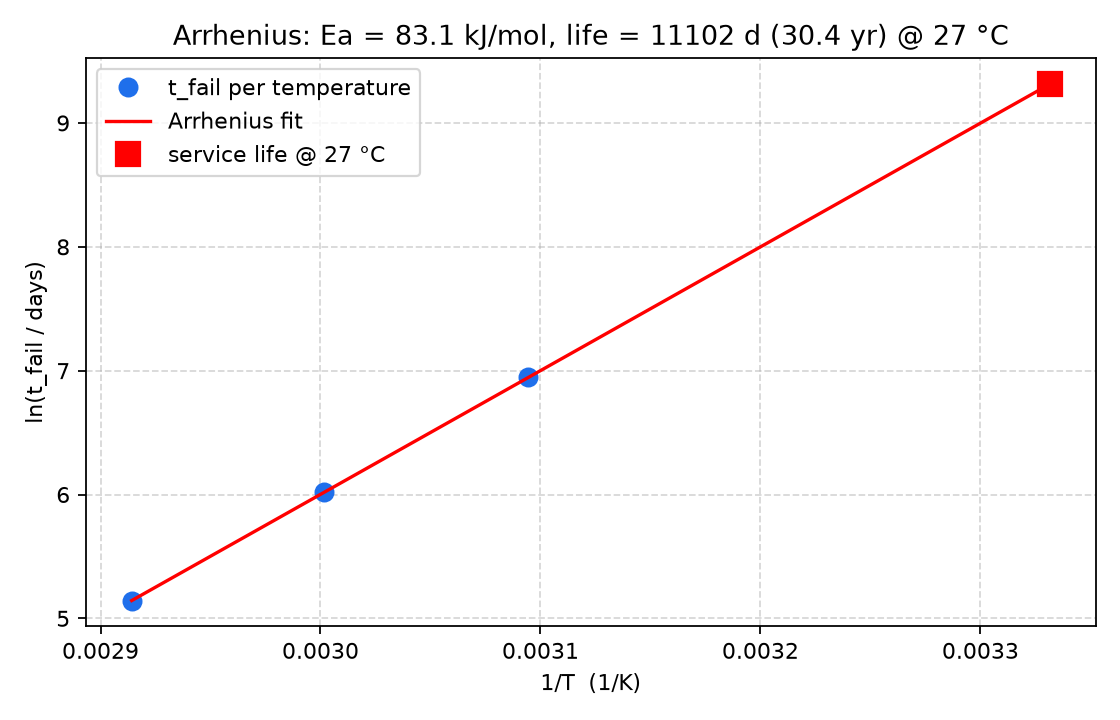 Arrhenius: Ea = 83.1 kJ/mol, life = 11102 d (30.4 yr) @ 27 °C
t_fail per temperature
Arrhenius fit
service life @ 27 °C
ln(t_fail / days)
9
8
7
6
5
0.0029 0.0030 0.0031 0.0032 0.0033
1/T (1/K)